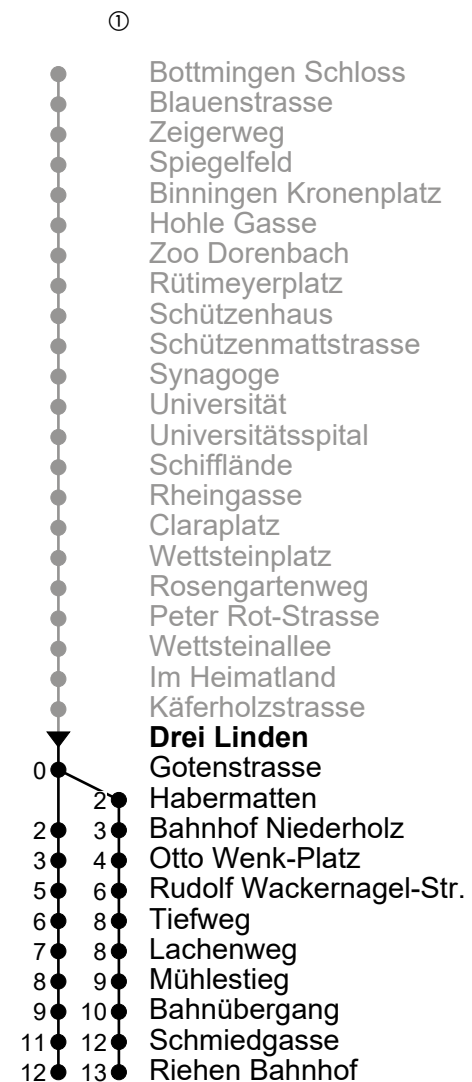 ①
Bottmingen Schloss
Blauenstrasse
Zeigerweg
Spiegelfeld
Binningen Kronenplatz
Hohle Gasse
Zoo Dorenbach
Rütimeyerplatz
Schützenhaus
Schützenmattstrasse
Synagoge
Universität
Universitätsspital
Schifflände
Rheingasse
Claraplatz
Wettsteinplatz
Rosengartenweg
Peter Rot-Strasse
Wettsteinallee
Im Heimatland
Käferholzstrasse
Drei Linden
0 Gotenstrasse
2 Habermatten
2 3 Bahnhof Niederholz
3 4 Otto Wenk-Platz
5 6 Rudolf Wackernagel-Str.
6 8 Tiefweg
7 8 Lachenweg
8 9 Mühlestieg
9 10 Bahnübergang
11 12 Schmiedgasse
12 13 Riehen Bahnhof